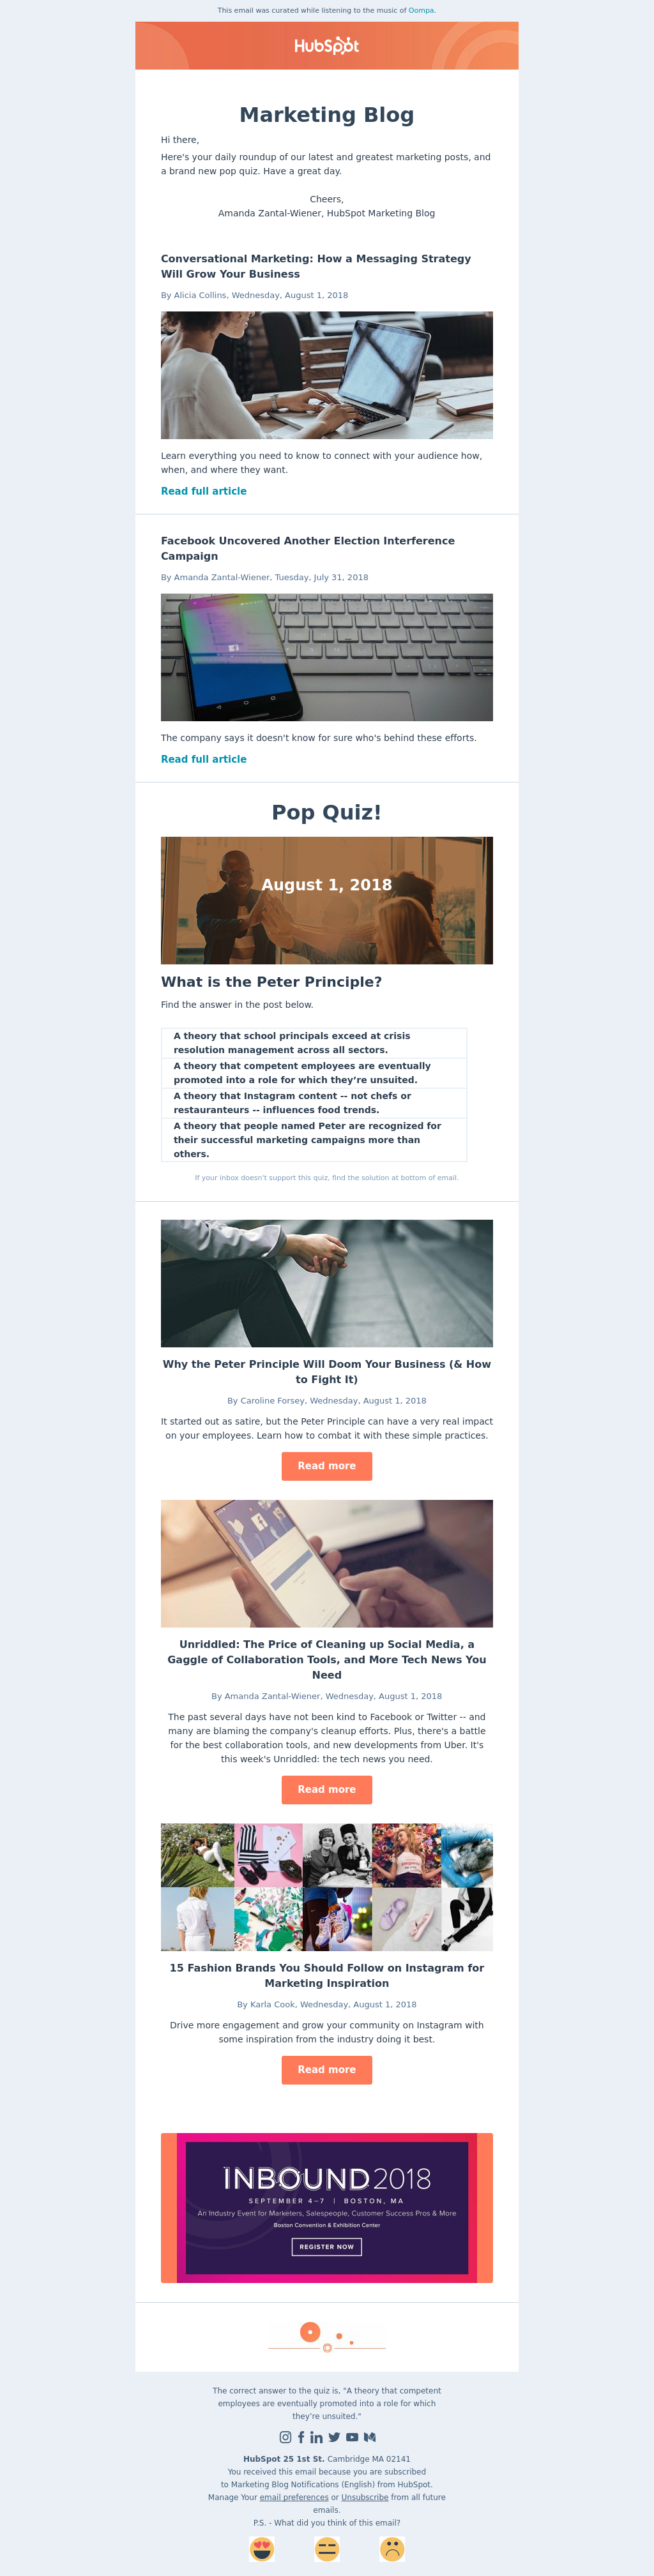 This email was curated while listening to the music of Oompa.
HubSpot
Marketing Blog
Hi there,
Here's your daily roundup of our latest and greatest marketing posts, and
a brand new pop quiz. Have a great day.
Cheers,
Amanda Zantal-Wiener, HubSpot Marketing Blog
Conversational Marketing: How a Messaging Strategy
Will Grow Your Business
By Alicia Collins, Wednesday, August 1, 2018
Learn everything you need to know to connect with your audience how,
when, and where they want.
Read full article
Facebook Uncovered Another Election Interference
Campaign
By Amanda Zantal-Wiener, Tuesday, July 31, 2018
The company says it doesn't know for sure who's behind these efforts.
Read full article
Pop Quiz!
August 1, 2018
What is the Peter Principle?
Find the answer in the post below.
A theory that school principals exceed at crisis
resolution management across all sectors.
A theory that competent employees are eventually
promoted into a role for which they’re unsuited.
A theory that Instagram content -- not chefs or
restauranteurs -- influences food trends.
A theory that people named Peter are recognized for
their successful marketing campaigns more than
others.
If your inbox doesn't support this quiz, find the solution at bottom of email.
Why the Peter Principle Will Doom Your Business (& How
to Fight It)
By Caroline Forsey, Wednesday, August 1, 2018
It started out as satire, but the Peter Principle can have a very real impact
on your employees. Learn how to combat it with these simple practices.
Read more
Unriddled: The Price of Cleaning up Social Media, a
Gaggle of Collaboration Tools, and More Tech News You
Need
By Amanda Zantal-Wiener, Wednesday, August 1, 2018
The past several days have not been kind to Facebook or Twitter -- and
many are blaming the company's cleanup efforts. Plus, there's a battle
for the best collaboration tools, and new developments from Uber. It's
this week's Unriddled: the tech news you need.
Read more
15 Fashion Brands You Should Follow on Instagram for
Marketing Inspiration
By Karla Cook, Wednesday, August 1, 2018
Drive more engagement and grow your community on Instagram with
some inspiration from the industry doing it best.
Read more
INBOUND 2018
SEPTEMBER 4–7 | BOSTON, MA
An Industry Event for Marketers, Salespeople, Customer Success Pros & More
Boston Convention & Exhibition Center
REGISTER NOW
The correct answer to the quiz is, "A theory that competent
employees are eventually promoted into a role for which
they’re unsuited."
HubSpot 25 1st St. Cambridge MA 02141
You received this email because you are subscribed
to Marketing Blog Notifications (English) from HubSpot.
Manage Your email preferences or Unsubscribe from all future
emails.
P.S. - What did you think of this email?